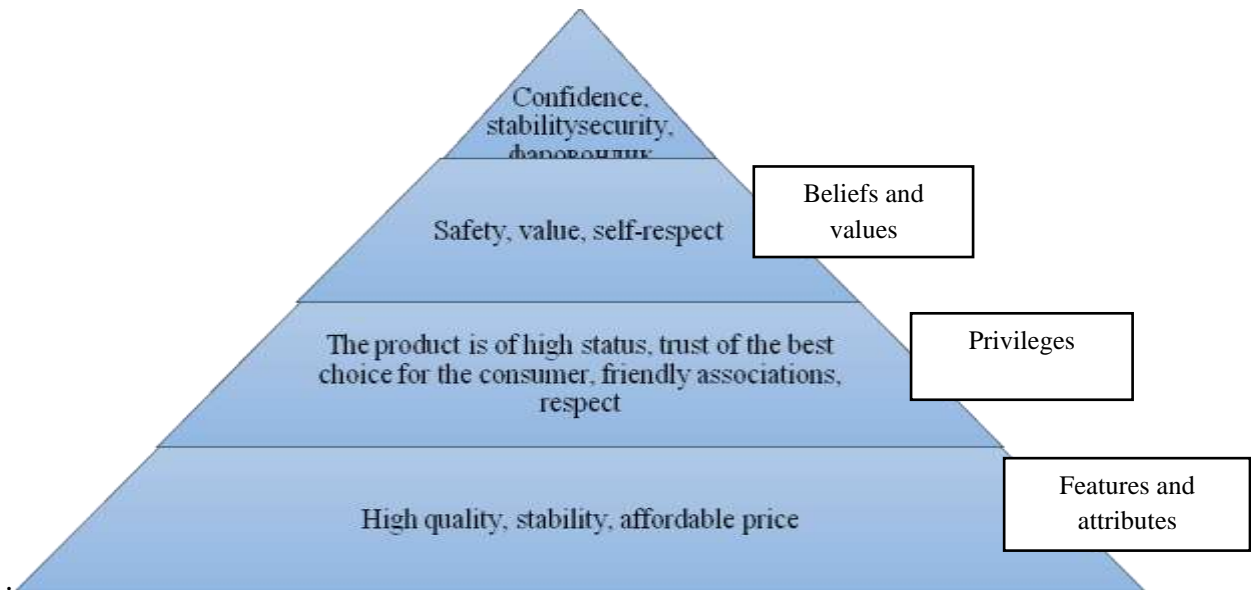 Confidence,
stabilitysecurity,
фаровонлик
Safety, value, self-respect
Beliefs and
values
The product is of high status, trust of the best
choice for the consumer, friendly associations,
respect
Privileges
High quality, stability, affordable price
Features and
attributes
.